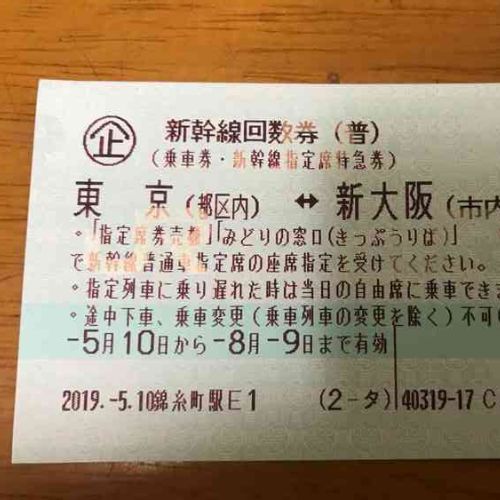 企 新幹線回数券（普）
（乗車券・新幹線指定席特急券）
東 京（都区内） ↔ 新大阪（市内
・「指定席券売機」「みどりの窓口（きっぷうりば）」
で新幹線普通車指定席の座席指定を受けてください。
・指定列車に乗り遅れた時は当日の自由席に乗車できま
・途中下車、乗車変更（乗車列車の変更を除く）不可
-5月10日から-8月-9日まで有効
2019.-5.10錦糸町駅E1 （2-タ） 40319-17 C